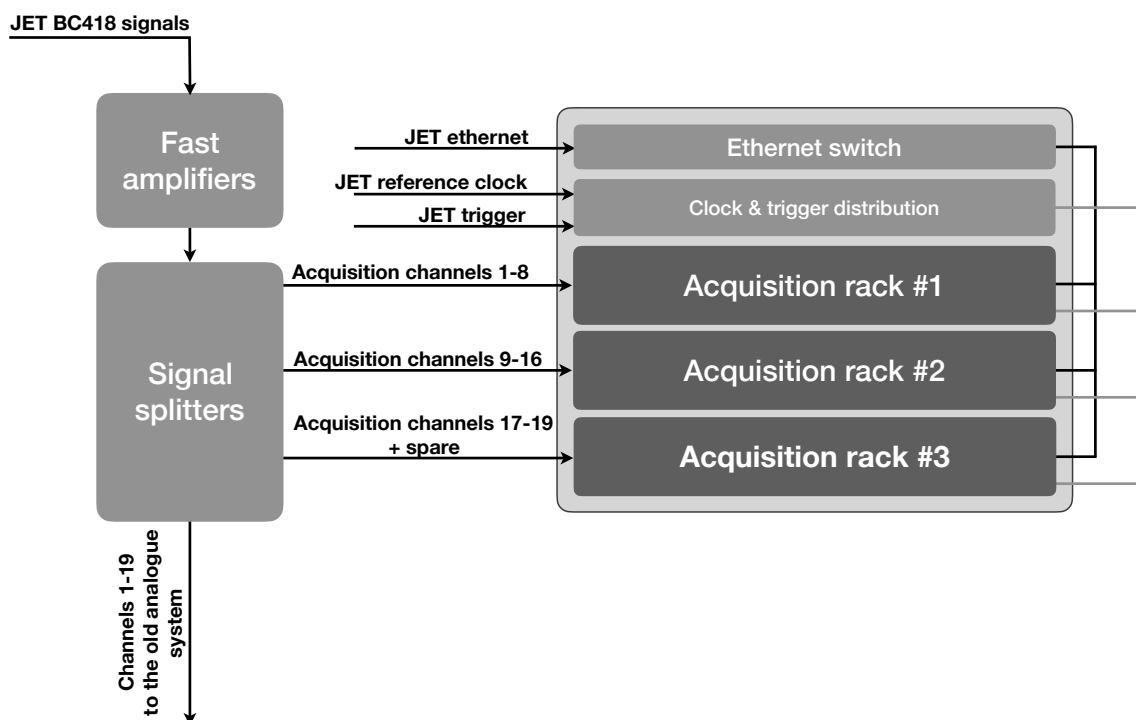 JET BC418 signals
Fast
amplifiers
JET ethernet
Ethernet switch
JET reference clock
Clock & trigger distribution
JET trigger
Acquisition channels 1-8
Acquisition rack #1
Signal
splitters
Acquisition channels 9-16
Acquisition rack #2
Acquisition channels 17-19
+ spare
Acquisition rack #3
Channels 1-19
to the old analogue
system